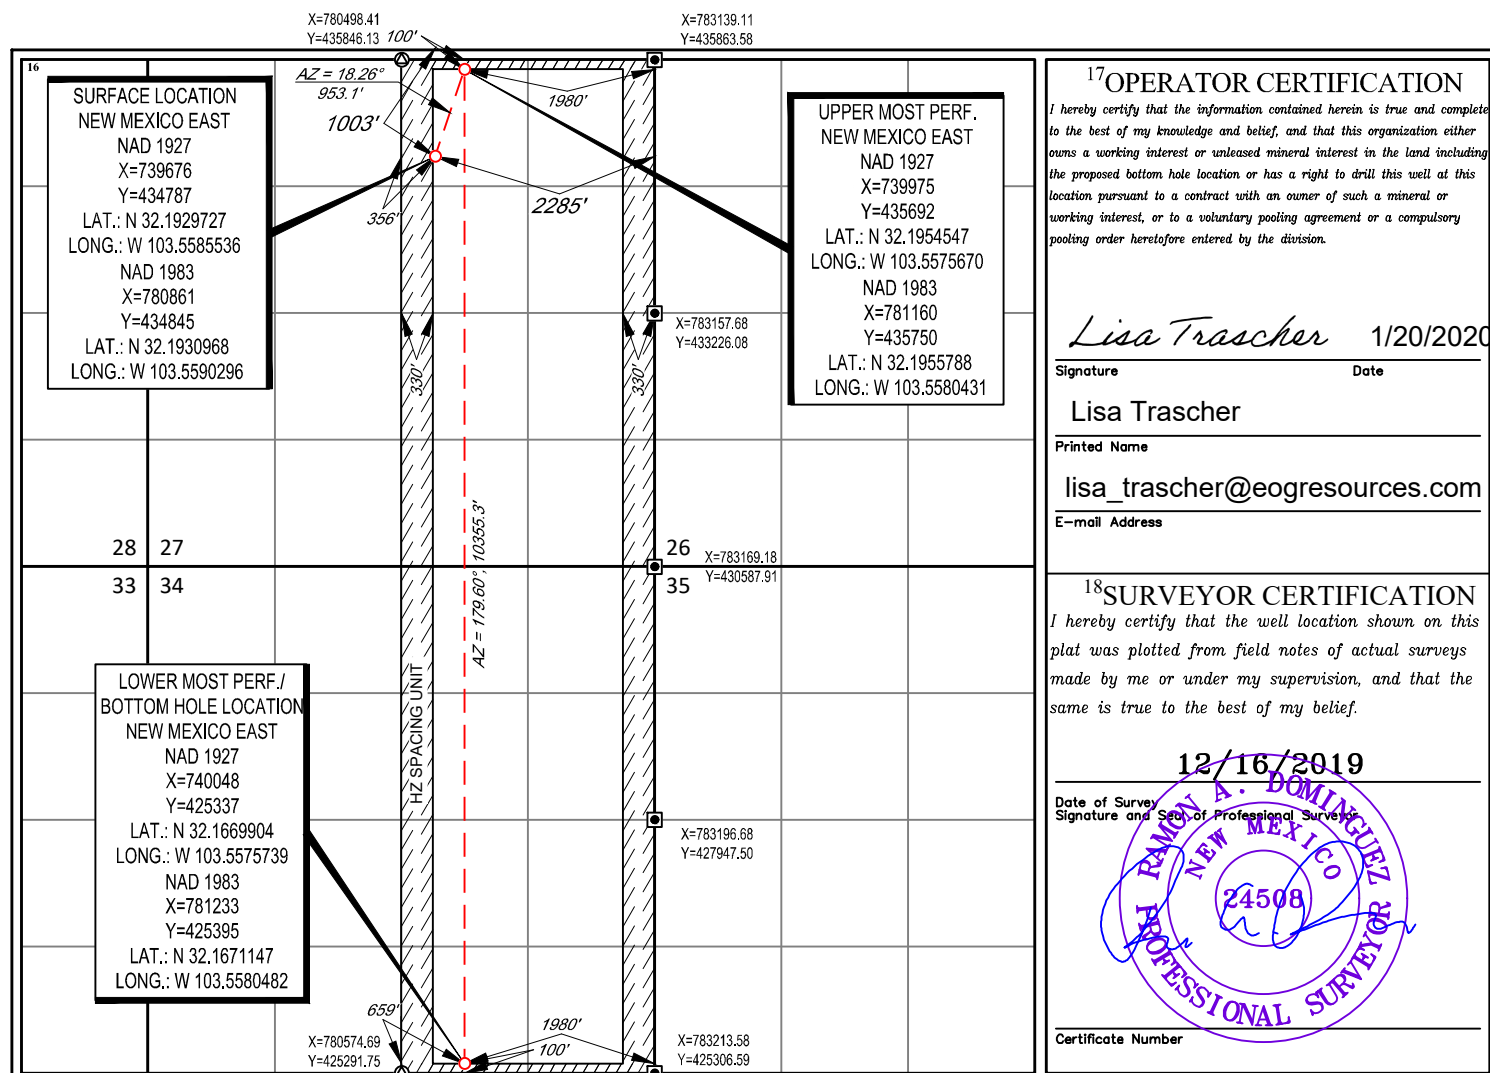 X=780498.41
Y=435846.13
100'
X=783139.11
Y=435863.58
16
SURFACE LOCATION
NEW MEXICO EAST
NAD 1927
X=739676
Y=434787
LAT.: N 32.1929727
LONG.: W 103.5585536
NAD 1983
X=780861
Y=434845
LAT.: N 32.1930968
LONG.: W 103.5590296
AZ = 18.26°
953.1'
1003'
356'
1980'
2285'
UPPER MOST PERF.
NEW MEXICO EAST
NAD 1927
X=739975
Y=435692
LAT.: N 32.1954547
LONG.: W 103.5575670
NAD 1983
X=781160
Y=435750
LAT.: N 32.1955788
LONG.: W 103.5580431
X=783157.68
Y=433226.08
330'
330'
AZ = 179.60°, 10355.3'
28 27
33 34
26
35
X=783169.18
Y=430587.91
HZ SPACING UNIT
LOWER MOST PERF./
BOTTOM HOLE LOCATION
NEW MEXICO EAST
NAD 1927
X=740048
Y=425337
LAT.: N 32.1669904
LONG.: W 103.5575739
NAD 1983
X=781233
Y=425395
LAT.: N 32.1671147
LONG.: W 103.5580482
X=783196.68
Y=427947.50
659'
1980'
100'
X=780574.69
Y=425291.75
X=783213.58
Y=425306.59
17 OPERATOR CERTIFICATION
I hereby certify that the information contained herein is true and complete
to the best of my knowledge and belief, and that this organization either
owns a working interest or unleased mineral interest in the land including
the proposed bottom hole location or has a right to drill this well at this
location pursuant to a contract with an owner of such a mineral or
working interest, or to a voluntary pooling agreement or a compulsory
pooling order heretofore entered by the division.
Lisa Trascher 1/20/2020
Signature Date
Lisa Trascher
Printed Name
lisa_trascher@eogresources.com
E-mail Address
18 SURVEYOR CERTIFICATION
I hereby certify that the well location shown on this
plat was plotted from field notes of actual surveys
made by me or under my supervision, and that the
same is true to the best of my belief.
12/16/2019
Date of Survey
Signature and Seal of Professional Surveyor
RAMON A. DOMINGUEZ
NEW MEXICO
24508
PROFESSIONAL SURVEYOR
Certificate Number